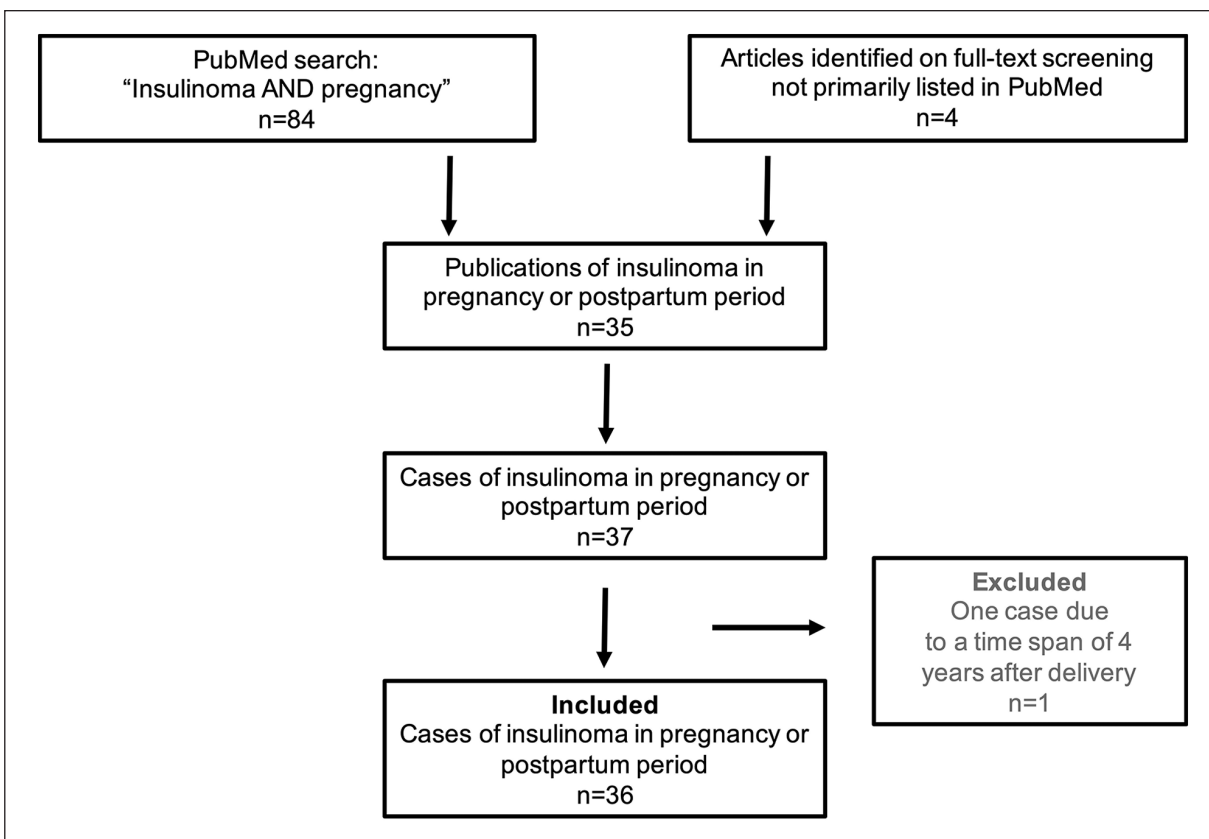 PubMed search:
“Insulinoma AND pregnancy”
n=84
Articles identified on full-text screening
not primarily listed in PubMed
n=4
Publications of insulinoma in
pregnancy or postpartum period
n=35
Cases of insulinoma in pregnancy or
postpartum period
n=37
Excluded
One case due
to a time span of 4
years after delivery
n=1
Included
Cases of insulinoma in pregnancy or
postpartum period
n=36